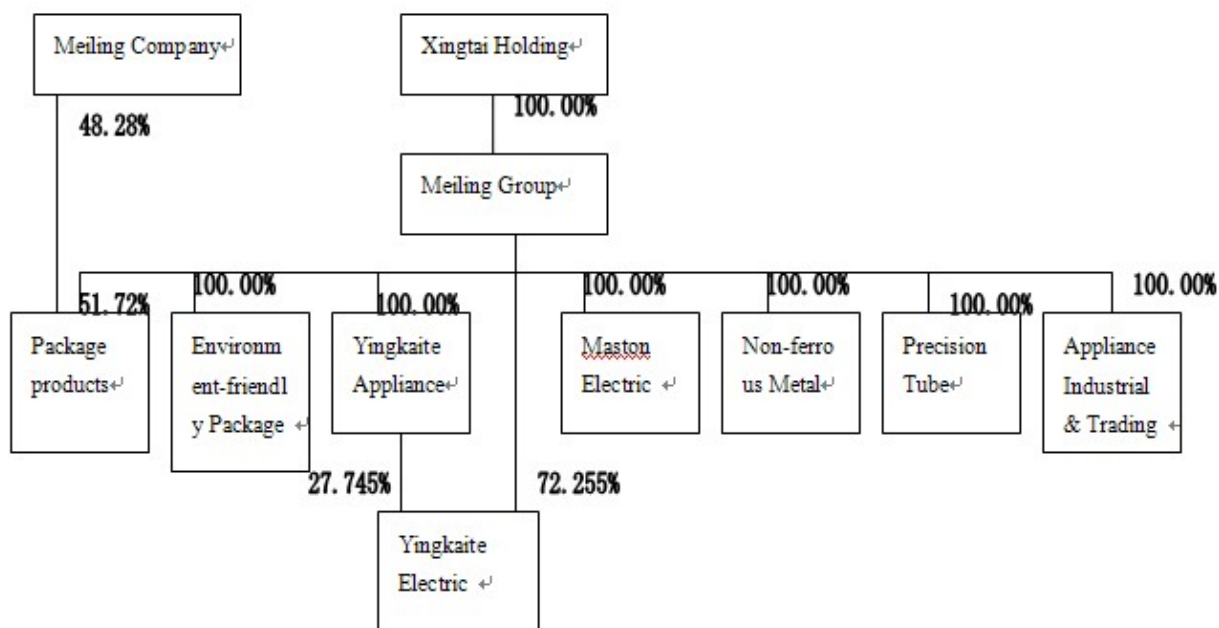 Meiling Company↵
Xingtai Holding↵
48.28%
100.00%
Meiling Group↵
51.72%
100.00%
100.00%
100.00%
100.00%
100.00%
100.00%
Package
products↵
Environm
ent-friendl
y Package ↵
Yingkaite
Appliance↵
Maston
Electric ↵
Non-ferro
us Metal↵
Precision
Tube↵
Appliance
Industrial
& Trading ↵
27.745%
72.255%
Yingkaite
Electric ↵